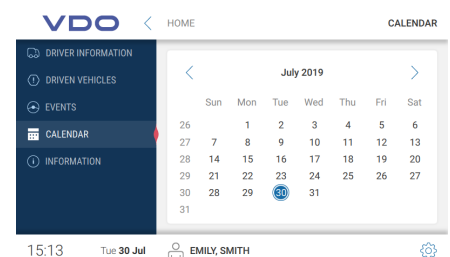 VDO HOME CALENDAR
DRIVER INFORMATION
DRIVEN VEHICLES
EVENTS
CALENDAR
INFORMATION
July 2019
Sun Mon Tue Wed Thu Fri Sat
26 1 2 3 4 5 6
27 7 8 9 10 11 12 13
28 14 15 16 17 18 19 20
29 21 22 23 24 25 26 27
30 28 29 30 31
31
15:13 Tue 30 Jul EMILY, SMITH